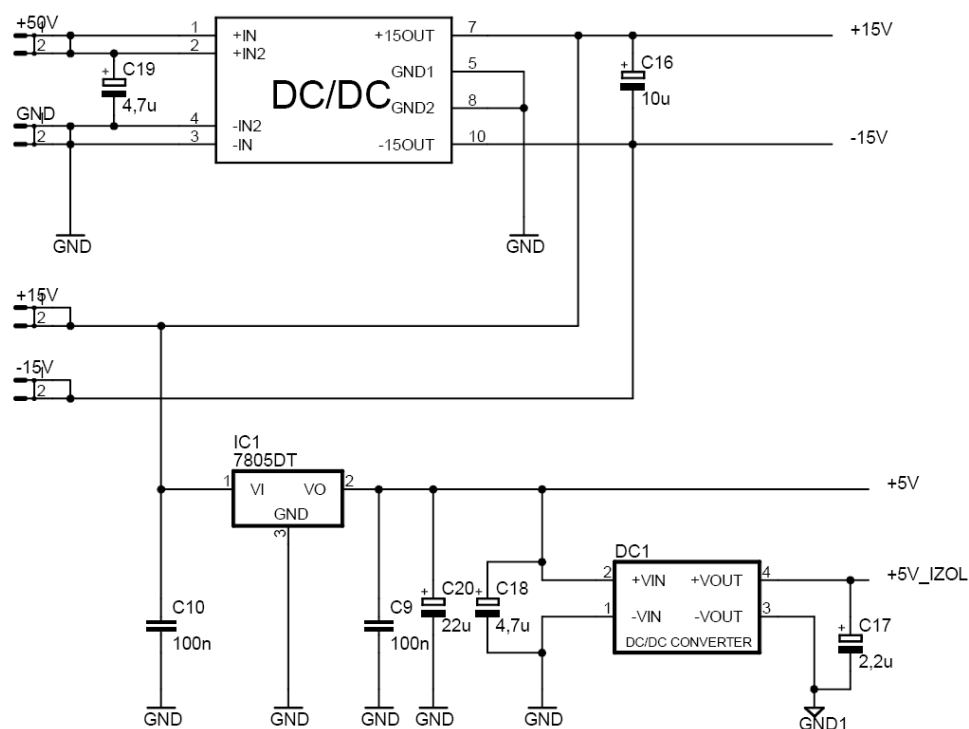 +50V
1
2
1
2
+IN
+IN2
+15OUT
7
+15V
C19
+
4,7u
DC/DC
GND1
5
GND2
8
+
C16
10u
GND
1
2
4
3
-IN2
-IN
-15OUT
10
-15V
GND
GND
+15V
1
2
-15V
1
2
IC1
7805DT
1
VI
VO
2
GND
3
+5V
DC1
2
+VIN
+VOUT
4
+5V_IZOL
1
-VIN
-VOUT
3
DC/DC CONVERTER
C10
100n
C9
100n
+
C20
22u
+
C18
4,7u
+
C17
2,2u
GND
GND
GND
GND
GND
GND1